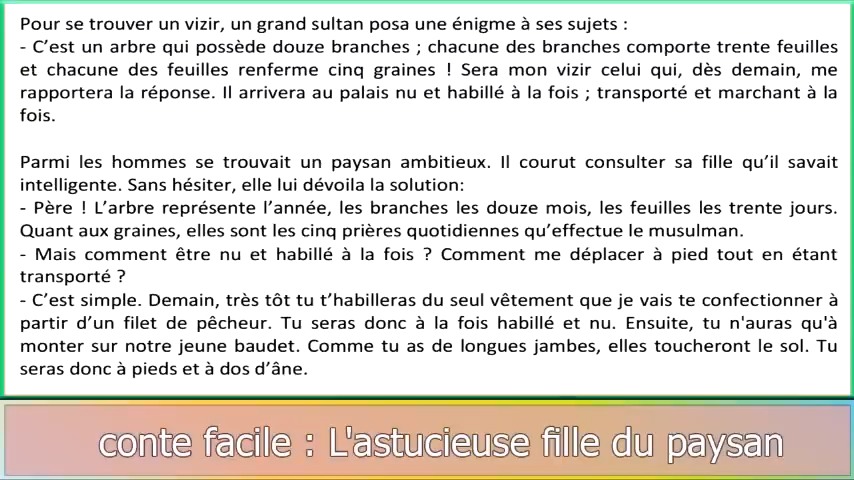 Pour se trouver un vizir, un grand sultan posa une énigme à ses sujets :
- C’est un arbre qui possède douze branches ; chacune des branches comporte trente feuilles
et chacune des feuilles renferme cinq graines ! Sera mon vizir celui qui, dès demain, me
rapportera la réponse. Il arrivera au palais nu et habillé à la fois ; transporté et marchant à la
fois.
Parmi les hommes se trouvait un paysan ambitieux. Il courut consulter sa fille qu’il savait
intelligente. Sans hésiter, elle lui dévoila la solution:
- Père ! L’arbre représente l’année, les branches les douze mois, les feuilles les trente jours.
Quant aux graines, elles sont les cinq prières quotidiennes qu’effectue le musulman.
- Mais comment être nu et habillé à la fois ? Comment me déplacer à pied tout en étant
transporté ?
- C’est simple. Demain, très tôt tu t’habilleras du seul vêtement que je vais te confectionner à
partir d’un filet de pêcheur. Tu seras donc à la fois habillé et nu. Ensuite, tu n'auras qu'à
monter sur notre jeune baudet. Comme tu as de longues jambes, elles toucheront le sol. Tu
seras donc à pieds et à dos d’âne.
conte facile : L'astucieuse fille du paysan